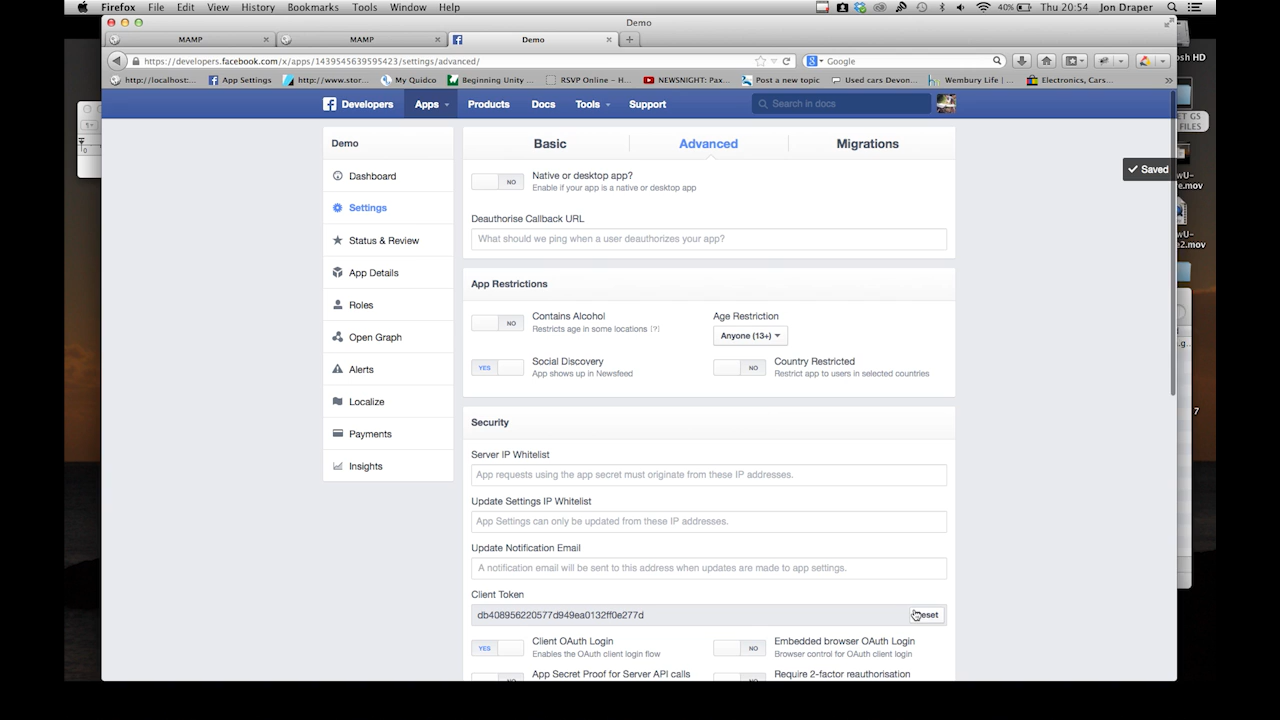 Firefox File Edit View History Bookmarks Tools Window Help 40% Thu 20:54 Jon Draper
Demo
MAMP MAMP Demo
https://developers.facebook.com/x/apps/1439545639595423/settings/advanced/ Google
http://localhost:... App Settings http://www.stor... My Quidco Beginning Unity ... RSVP Online – H... NEWSNIGHT: Pax... Post a new topic Used cars Devon... Wembury Life | ... Electronics, Cars... »
Developers Apps Products Docs Tools Support Search in docs
Demo
Dashboard
Settings
Status & Review
App Details
Roles
Open Graph
Alerts
Localize
Payments
Insights
Basic Advanced Migrations
Saved
NO Native or desktop app?
Enable if your app is a native or desktop app
Deauthorise Callback URL
What should we ping when a user deauthorizes your app?
App Restrictions
NO Contains Alcohol
Restricts age in some locations [?]
Age Restriction
Anyone (13+)
YES Social Discovery
App shows up in Newsfeed
NO Country Restricted
Restrict app to users in selected countries
Security
Server IP Whitelist
App requests using the app secret must originate from these IP addresses.
Update Settings IP Whitelist
App Settings can only be updated from these IP addresses.
Update Notification Email
A notification email will be sent to this address when updates are made to app settings.
Client Token
db408956220577d949ea0132ff0e277d
YES Client OAuth Login
Enables the OAuth client login flow
NO Embedded browser OAuth Login
Browser control for OAuth client login
App Secret Proof for Server API calls
Require 2-factor reauthorisation